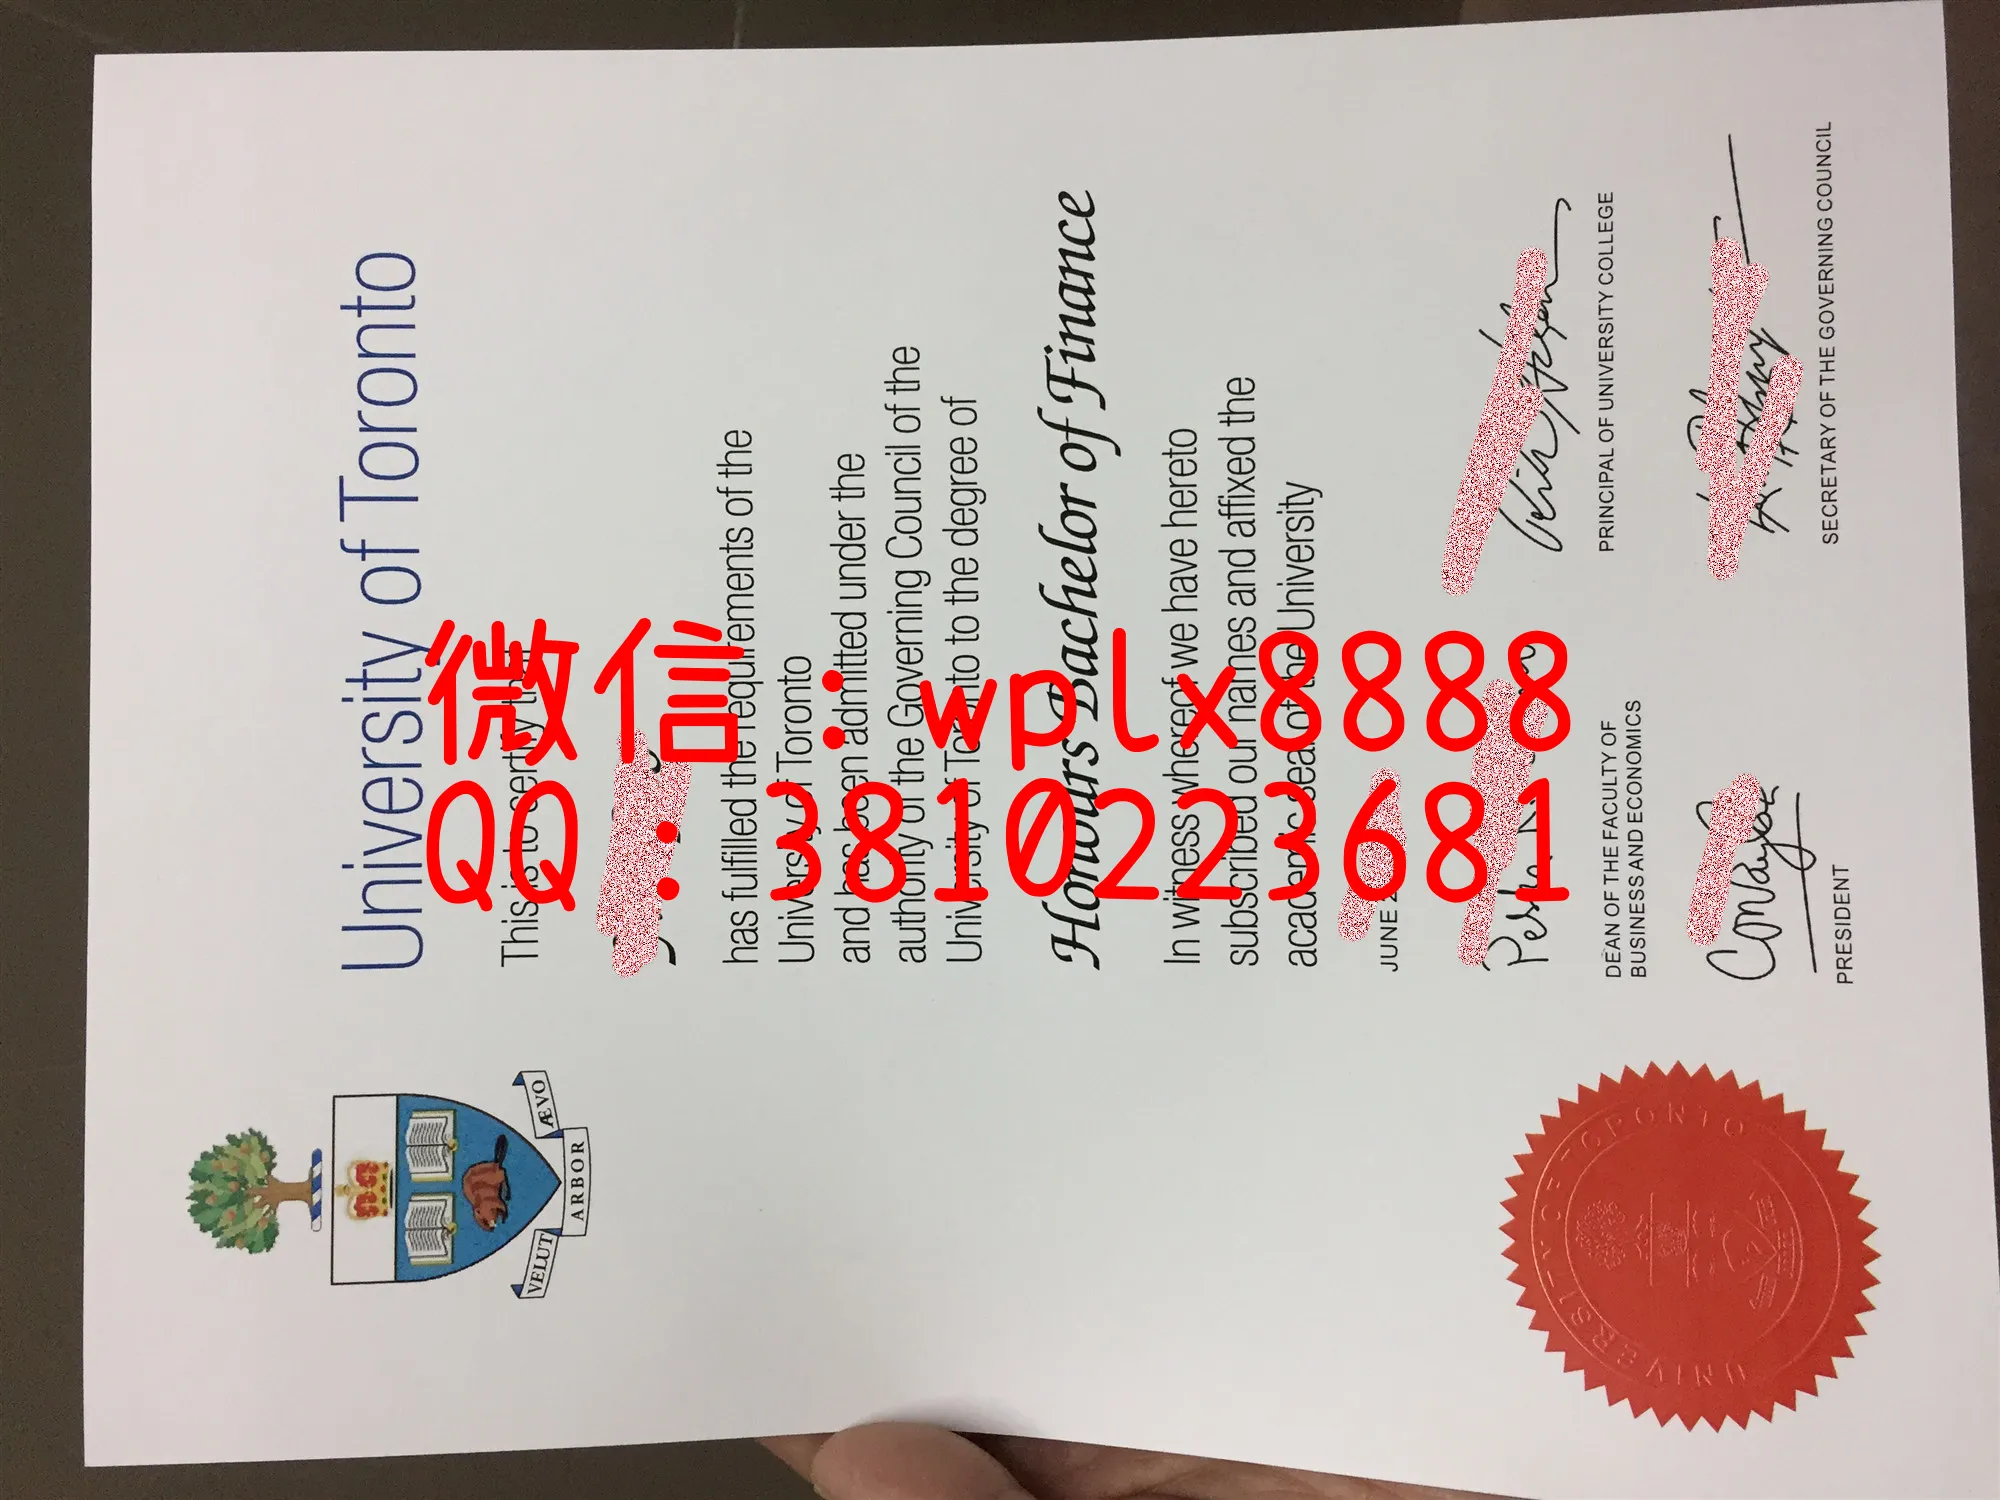 University of Toronto
This is to certify that
has fulfilled the requirements of the
University of Toronto
and has been admitted under the
authority of the Governing Council of the
University of Toronto to the degree of
Honours Bachelor of Finance
In witness whereof we have hereto
subscribed our names and affixed the
academic seal of the University
JUNE
DEAN OF THE FACULTY OF
BUSINESS AND ECONOMICS
PRINCIPAL OF UNIVERSITY COLLEGE
PRESIDENT
SECRETARY OF THE GOVERNING COUNCIL
VELUT ARBOR ÆVO
UNIVERSITY OF TORONTO
微信：wplx8888
QQ：3810223681